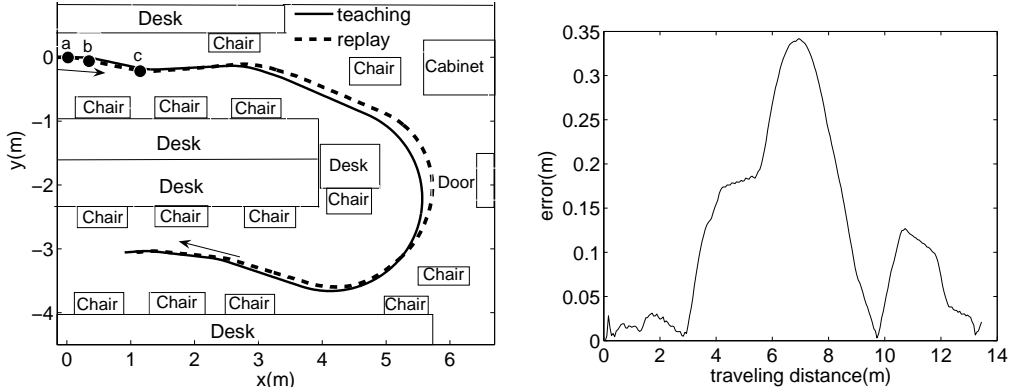 Desk
teaching
replay
a b
c
Chair
Chair
Cabinet
Chair Chair Chair
Desk
Desk
Desk
Door
Chair
Chair Chair Chair
Chair
Chair Chair Chair Chair
Desk
0
−1
−2
−3
−4
y(m)
0 1 2 3 4 5 6
x(m)
0.35
0.3
0.25
0.2
0.15
0.1
0.05
0
error(m)
0 2 4 6 8 10 12 14
traveling distance(m)